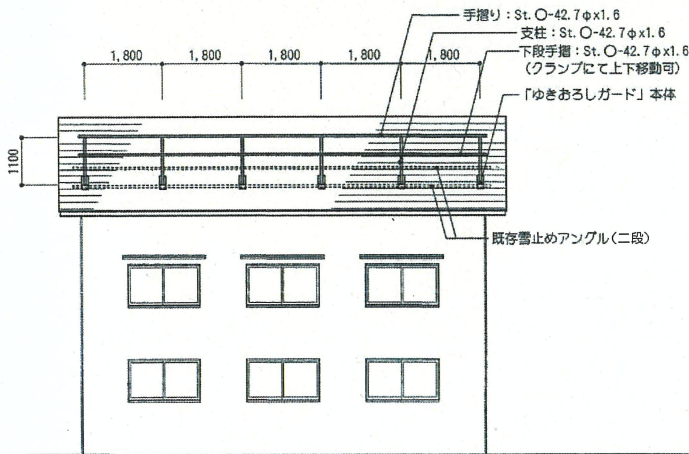 手摺り：St. O-42.7φx1.6
支柱：St. O-42.7φx1.6
下段手摺：St. O-42.7φx1.6
(クランプにて上下移動可)
「ゆきおろしガード」本体
1,800 1,800 1,800 1,800 1,800
1100
既存雪止めアングル(二段)